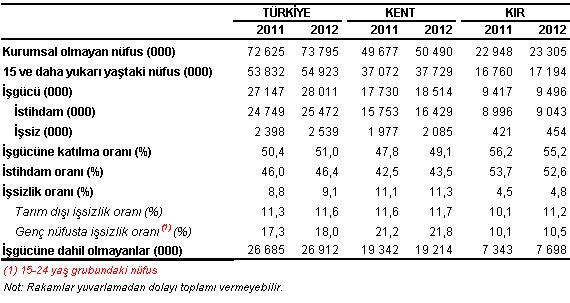 TÜRKİYE KENT KIR
2011 2012 2011 2012 2011 2012
Kurumsal olmayan nüfus (000) 72 625 73 795 49 677 50 490 22 948 23 305
15 ve daha yukarı yaştaki nüfus (000) 53 832 54 923 37 072 37 729 16 760 17 194
İşgücü (000) 27 147 28 011 17 730 18 514 9 417 9 496
İstihdam (000) 24 749 25 472 15 753 16 429 8 996 9 043
İşsiz (000) 2 398 2 539 1 977 2 085 421 454
İşgücüne katılma oranı (%) 50,4 51,0 47,8 49,1 56,2 55,2
İstihdam oranı (%) 46,0 46,4 42,5 43,5 53,7 52,6
İşsizlik oranı (%) 8,8 9,1 11,1 11,3 4,5 4,8
Tarım dışı işsizlik oranı (%) 11,3 11,6 11,6 11,7 10,1 11,2
Genç nüfusta işsizlik oranı (1) (%) 17,3 18,0 21,2 21,8 10,1 10,5
İşgücüne dahil olmayanlar (000) 26 685 26 912 19 342 19 214 7 343 7 698
(1) 15-24 yaş grubundaki nüfus
Not: Rakamlar yuvarlamadan dolayı toplamı vermeyebilir.